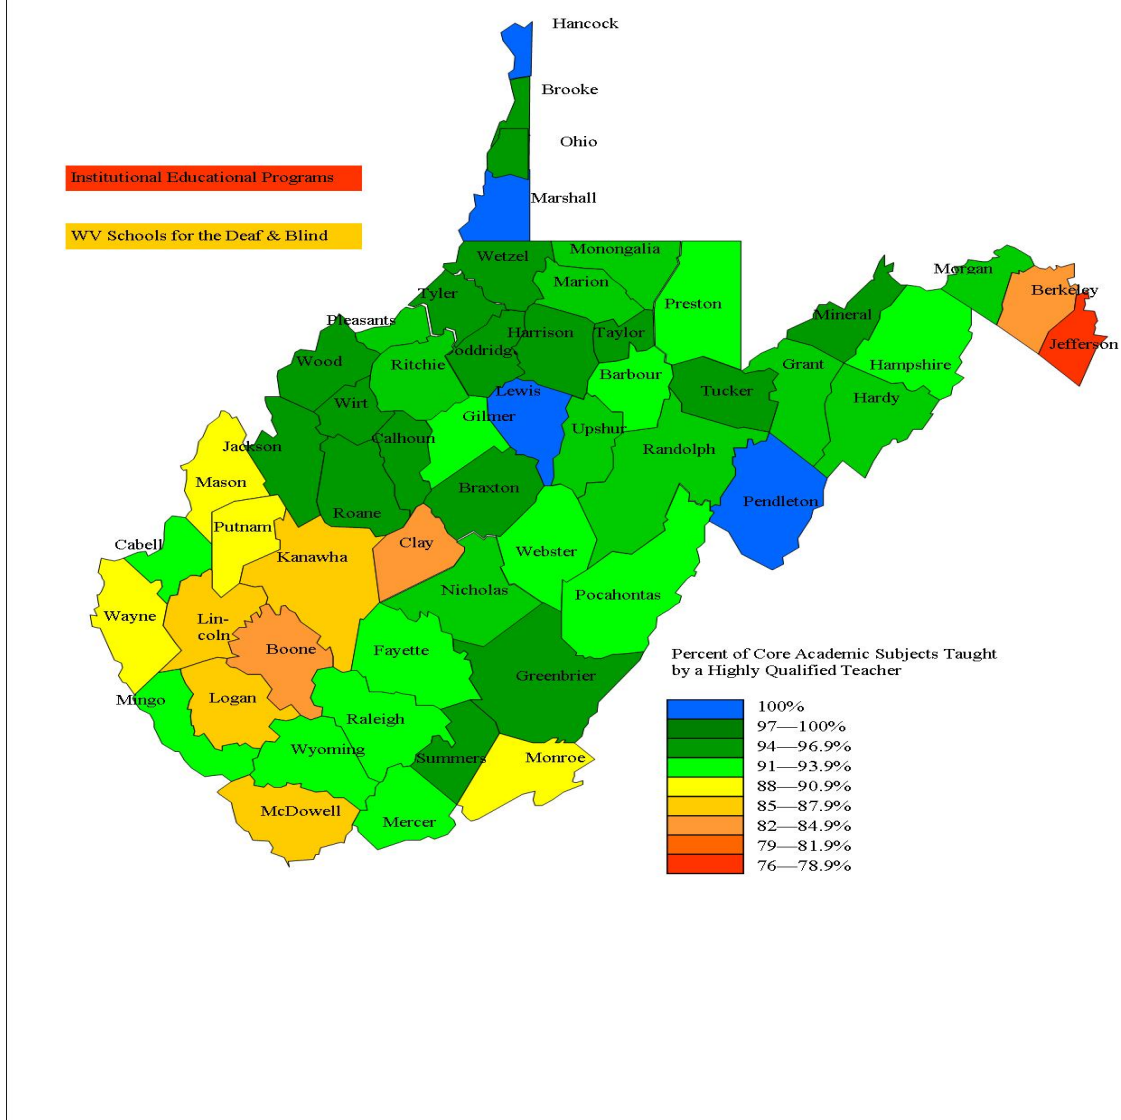 Hancock
Brooke
Ohio
Institutional Educational Programs
Marshall
WV Schools for the Deaf & Blind
Wetzel
Monongalia
Morgan
Marion
Berkeley
Tyler
Preston
Pleasants
Mineral
Harrison
Taylor
Jefferson
oddridg
Wood
Ritchie
Barbour
Grant
Hampshire
Lewis
Tucker
Wirt
Hardy
Gilmer
Upshur
Calhoun
Jackson
Randolph
Mason
Braxton
Pendleton
Roane
Putnam
Clay
Cabell
Kanawha
Webster
Nicholas
Pocahontas
Wayne
Lin-
coln
Boone
Fayette
Percent of Core Academic Subjects Taught
by a Highly Qualified Teacher
Greenbrier
Mingo
Logan
100%
Raleigh
97—100%
94—96.9%
Wyoming
Summers
Monroe
91—93.9%
88—90.9%
85—87.9%
McDowell
Mercer
82—84.9%
79—81.9%
76—78.9%